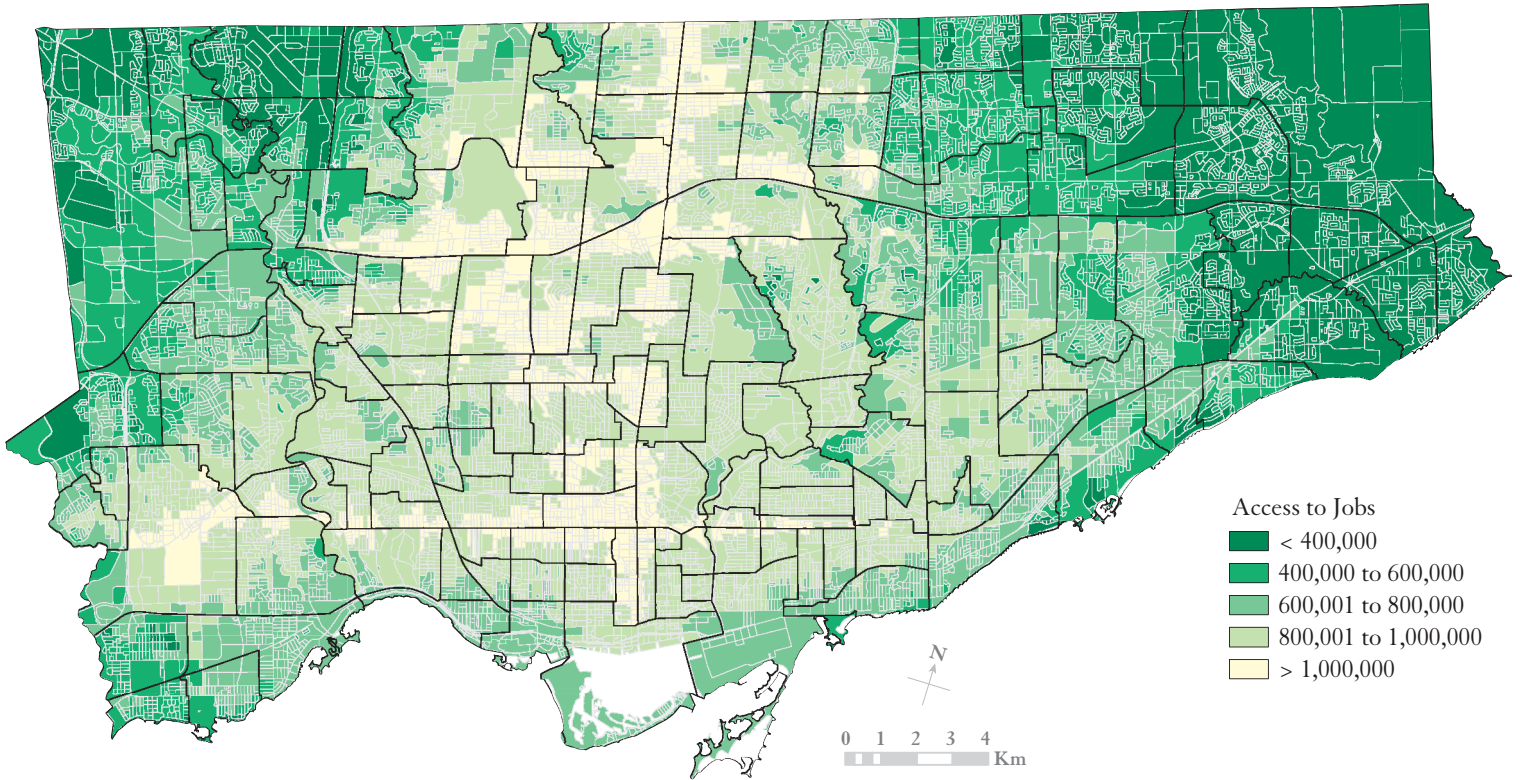 Access to Jobs
< 400,000
400,000 to 600,000
600,001 to 800,000
800,001 to 1,000,000
> 1,000,000
N
0 1 2 3 4
Km